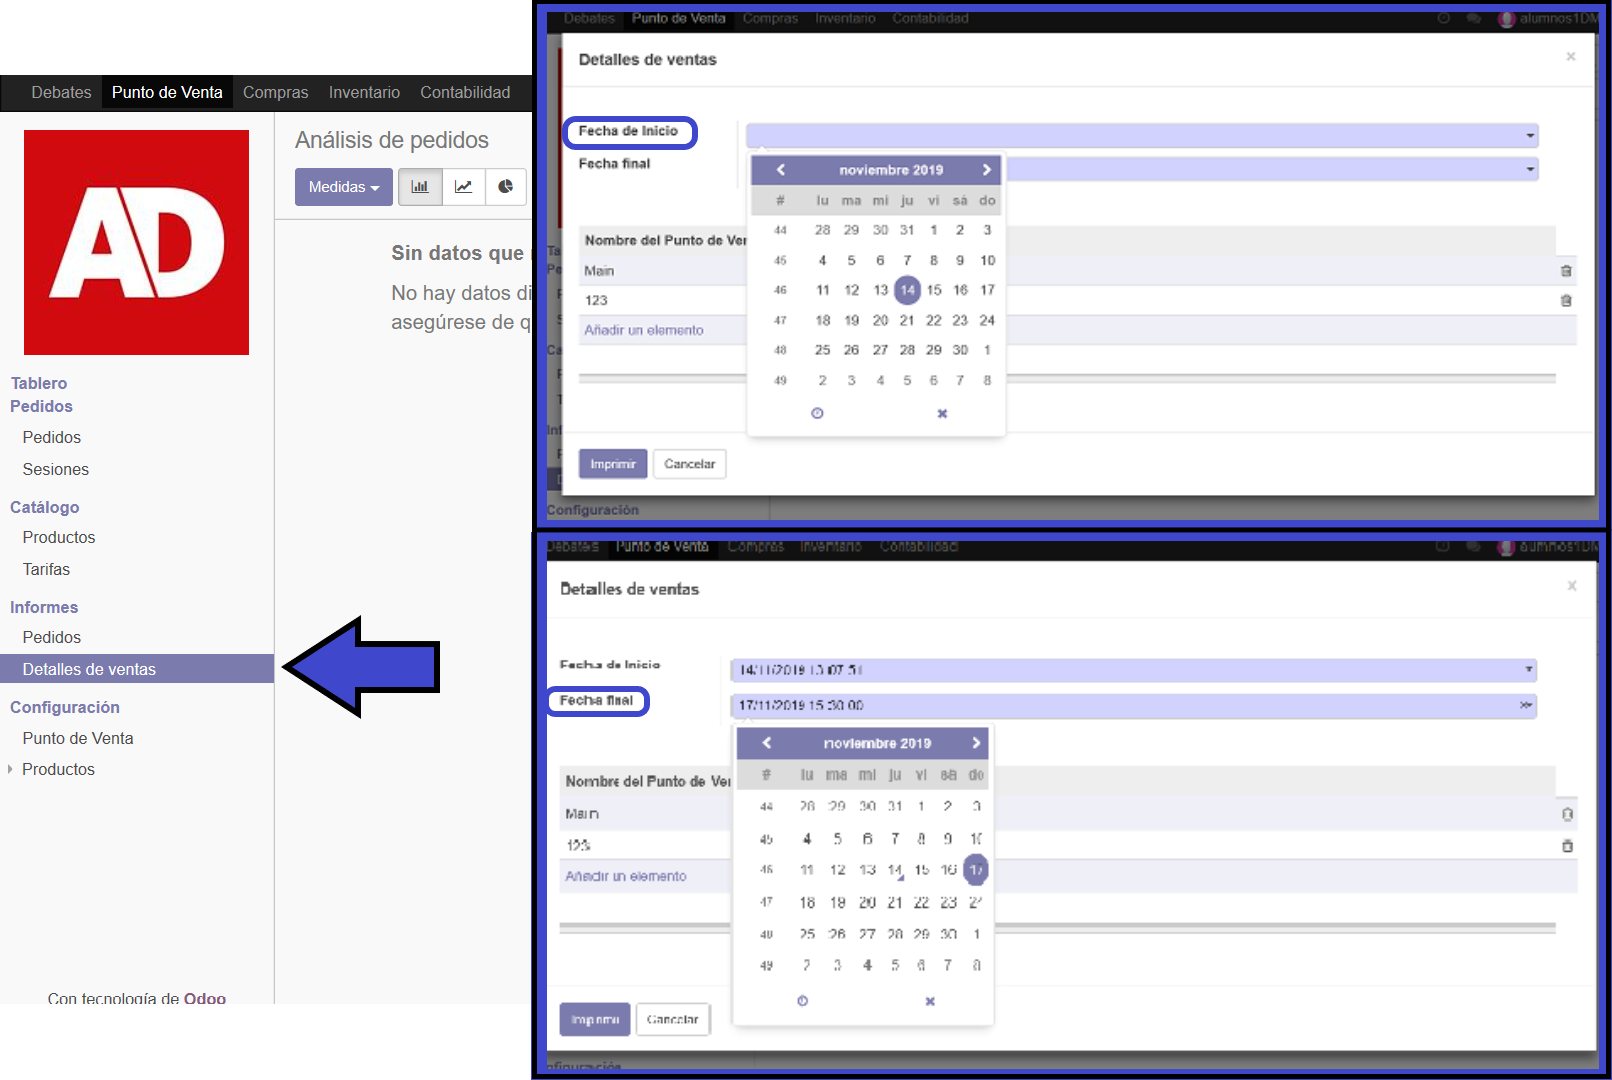 Debates Punto de Venta Compras Inventario Contabilidad
AD
Análisis de pedidos
Medidas
Sin datos que
No hay datos di
asegúrese de q
Tablero
Pedidos
Pedidos
Sesiones
Catálogo
Productos
Tarifas
Informes
Pedidos
Detalles de ventas
Configuración
Punto de Venta
Productos
Con tecnología de Odoo
Debates Punto de Venta Compras Inventario Contabilidad alumnos1DM
Detalles de ventas
Fecha de Inicio
Fecha final
noviembre 2019
# lu ma mi ju vi sá do
44 28 29 30 31 1 2 3
45 4 5 6 7 8 9 10
46 11 12 13 14 15 16 17
47 18 19 20 21 22 23 24
48 25 26 27 28 29 30 1
49 2 3 4 5 6 7 8
Nombre del Punto de Ver
Main
123
Añadir un elemento
Imprimir Cancelar
Configuración
Debates Punto de Venta Compras Inventario Contabilidad alumnos1DM
Detalles de ventas
Fecha de Inicio 14/11/2019 13:07:51
Fecha final 17/11/2019 15:30:00
noviembre 2019
# lu ma mi ju vi sá do
44 28 29 30 31 1 2 3
45 4 5 6 7 8 9 10
46 11 12 13 14 15 16 17
47 18 19 20 21 22 23 24
48 25 26 27 28 29 30 1
49 2 3 4 5 6 7 8
Nombre del Punto de Ver
Main
123
Añadir un elemento
Imprimir Cancelar